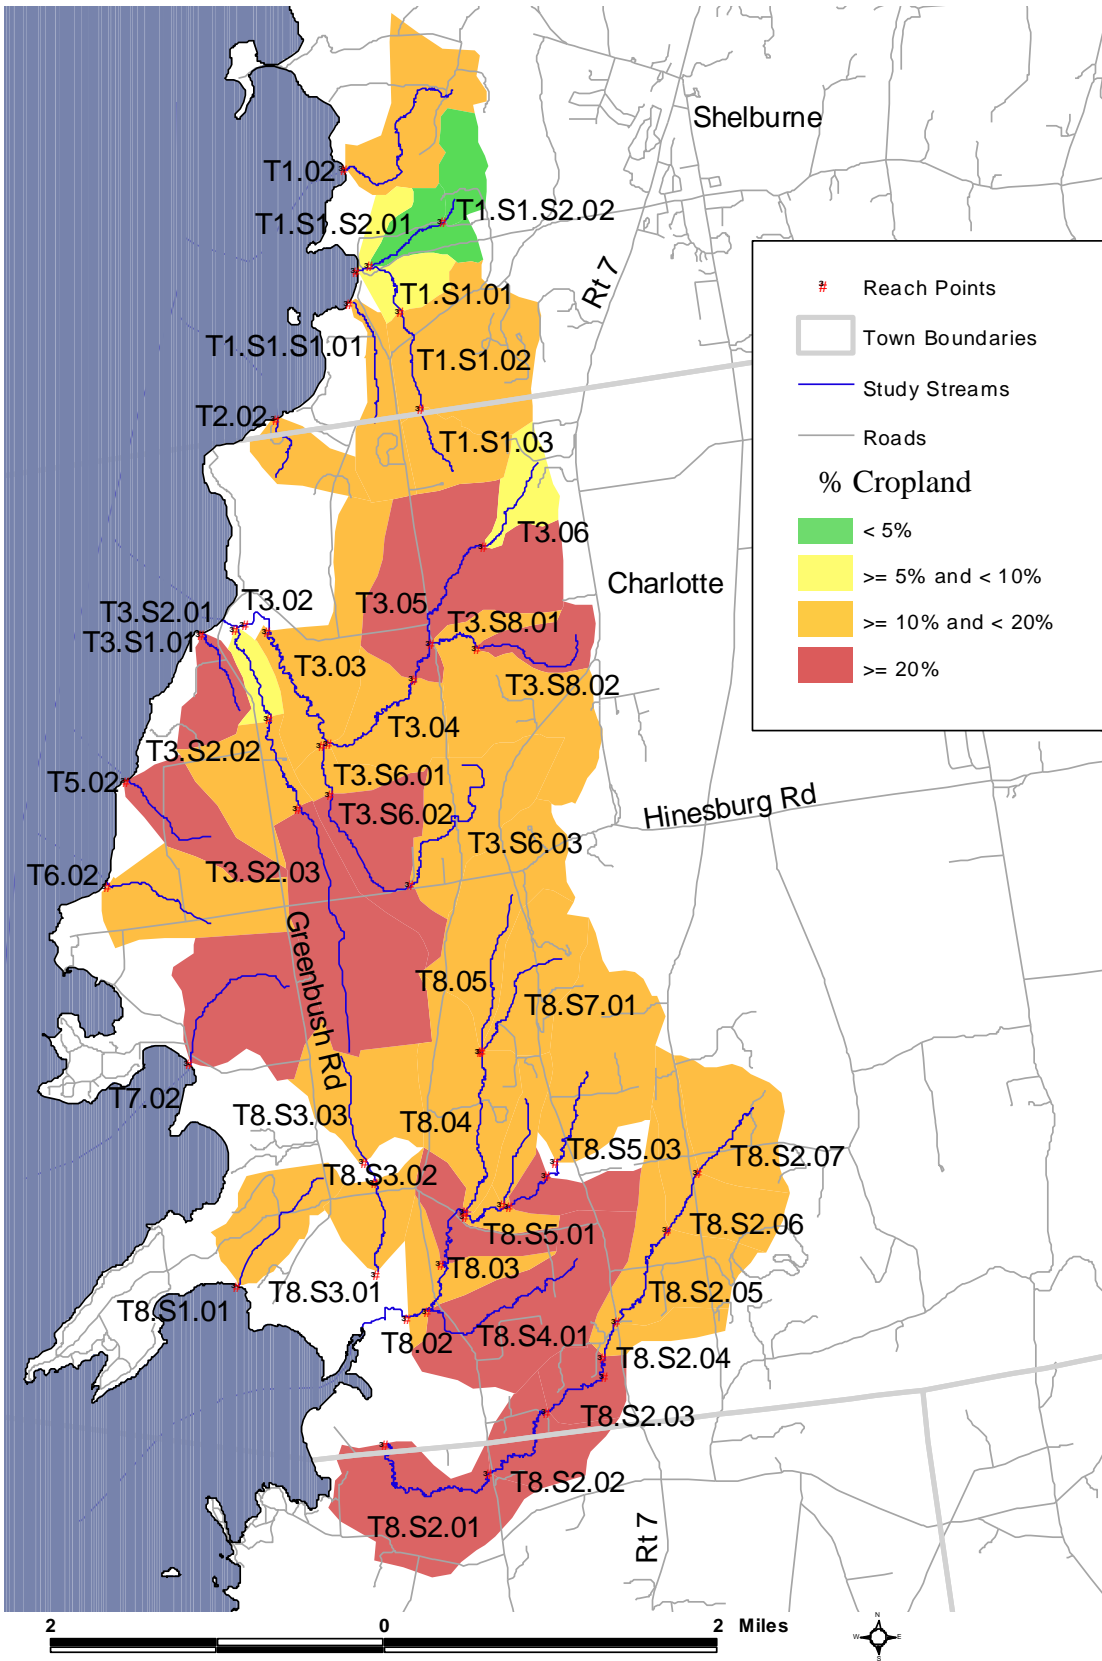 Shelburne
T1.02
T1.S1.S2.01
T1.S1.S2.02
T1.S1.01
Rt 7
T1.S1.S1.01
T1.S1.02
T2.02
T1.S1.03
Reach Points
Town Boundaries
Study Streams
Roads
% Cropland
< 5%
>= 5% and < 10%
>= 10% and < 20%
>= 20%
T3.06
Charlotte
T3.S2.01
T3.02
T3.05
T3.S8.01
T3.S1.01
T3.03
T3.S8.02
T3.04
T3.S2.02
T5.02
T3.S6.01
T3.S6.02
Hinesburg Rd
T3.S6.03
T6.02
T3.S2.03
Greenbush Rd
T8.05
T8.S7.01
T7.02
T8.S3.03
T8.04
T8.S5.03
T8.S3.02
T8.S2.07
T8.S5.01
T8.S2.06
T8.03
T8.S3.01
T8.S2.05
T8.S1.01
T8.02
T8.S4.01
T8.S2.04
T8.S2.03
T8.S2.02
T8.S2.01
Rt 7
2 0 2 Miles
N
W E
S